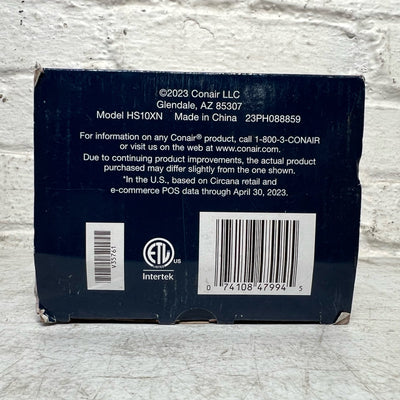 ©2023 Conair LLC
Glendale, AZ 85307
Model HS10XN Made in China 23PH088859
For information on any Conair® product, call 1-800-3-CONAIR
or visit us on the web at www.conair.com.
Due to continuing product improvements, the actual product
purchased may differ slightly from the one shown.
*In the U.S., based on Circana retail and
e-commerce POS data through April 30, 2023.
V35761
ETL
US
Intertek
0 74108 47994 5